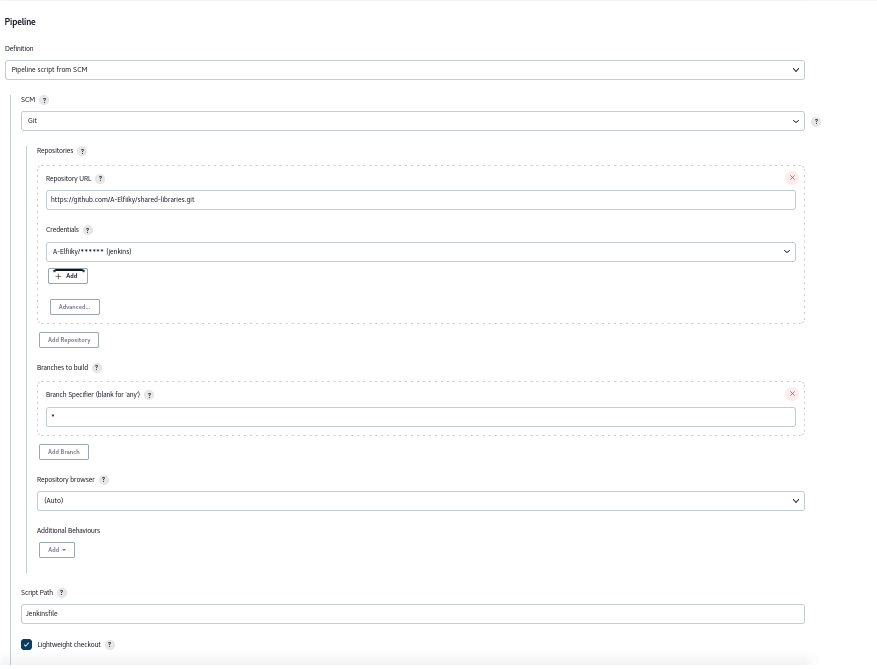 Pipeline
Definition
Pipeline script from SCM
SCM ?
Git
?
Repositories ?
Repository URL ?
https://github.com/A-Elfiky/shared-libraries.git
Credentials ?
A-Elfiky/****** (jenkins)
+ Add
Advanced...
Add Repository
Branches to build ?
Branch Specifier (blank for 'any') ?
*
Add Branch
Repository browser ?
(Auto)
Additional Behaviours
Add
Script Path ?
Jenkinsfile
Lightweight checkout ?